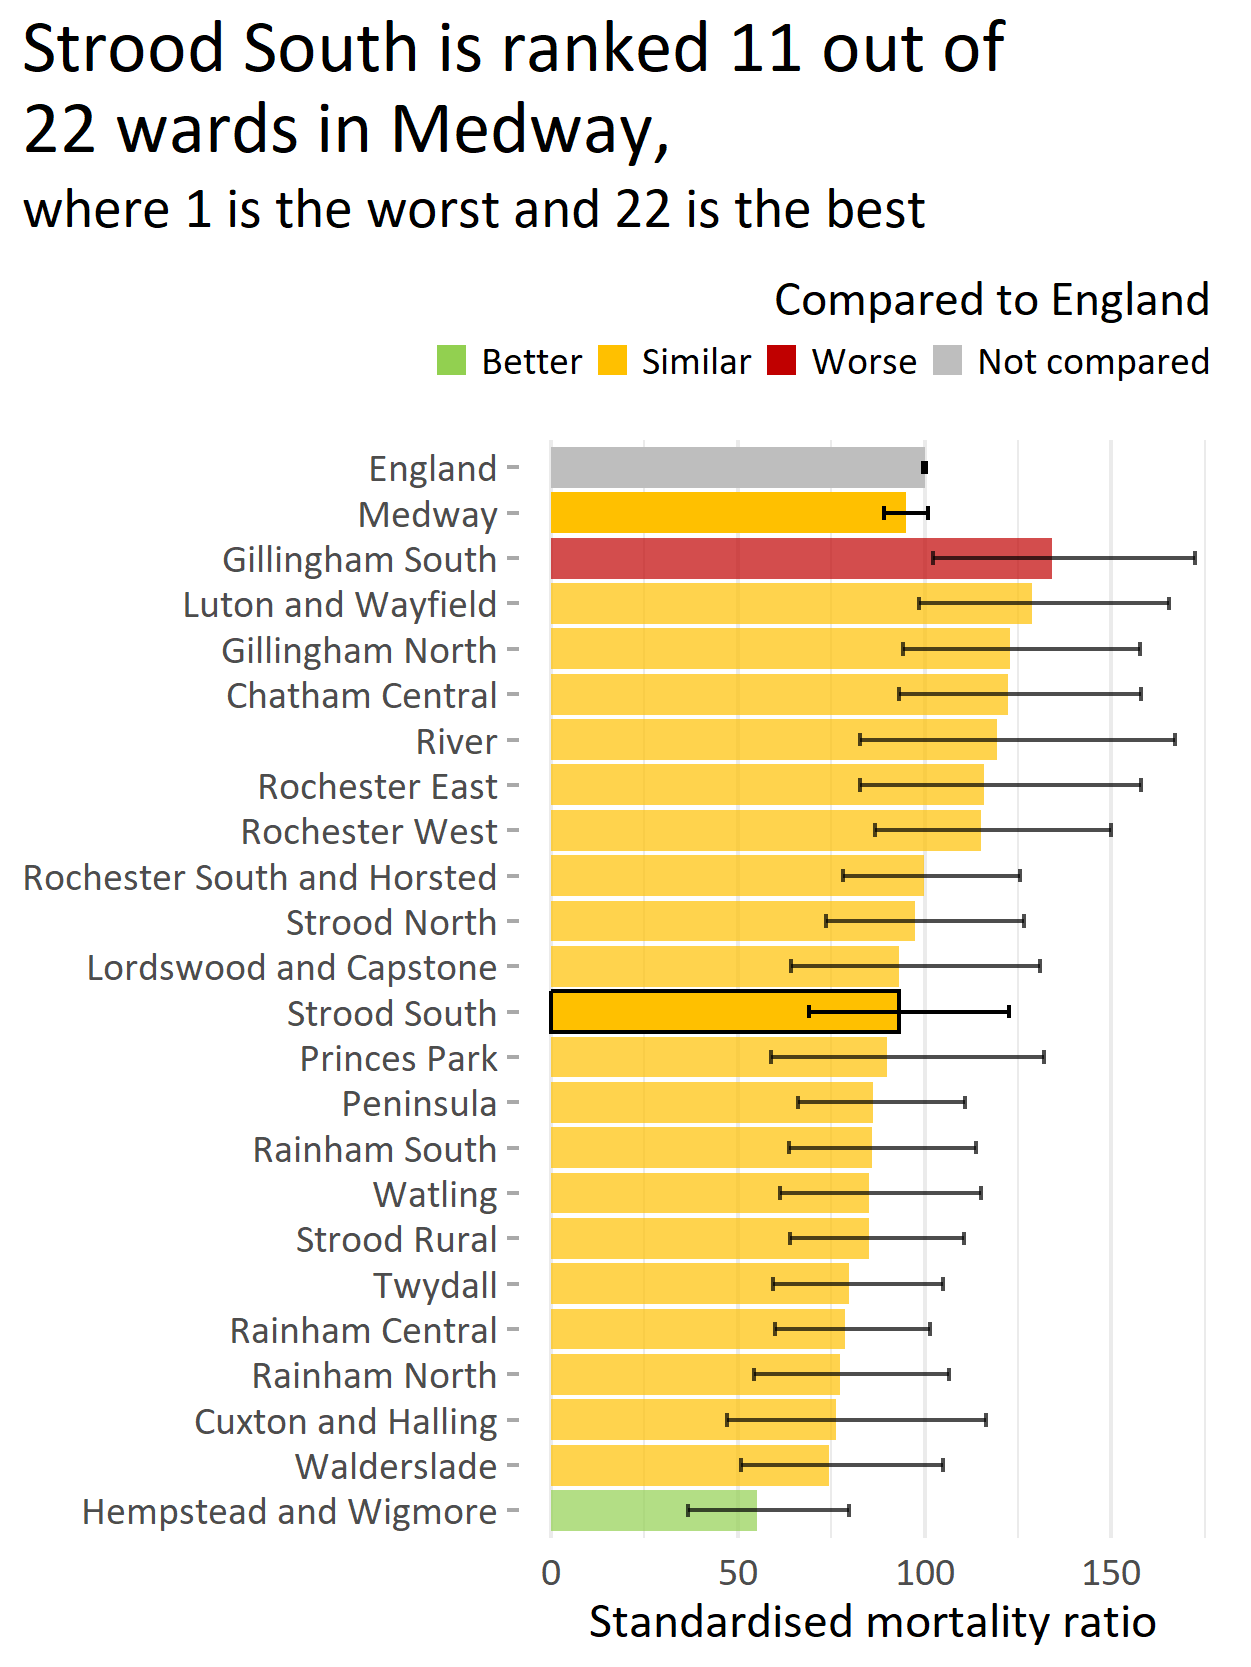 Strood South is ranked 11 out of
22 wards in Medway,
where 1 is the worst and 22 is the best
Compared to England
Better Similar Worse Not compared
England
Medway
Gillingham South
Luton and Wayfield
Gillingham North
Chatham Central
River
Rochester East
Rochester West
Rochester South and Horsted
Strood North
Lordswood and Capstone
Strood South
Princes Park
Peninsula
Rainham South
Watling
Strood Rural
Twydall
Rainham Central
Rainham North
Cuxton and Halling
Walderslade
Hempstead and Wigmore
0 50 100 150
Standardised mortality ratio